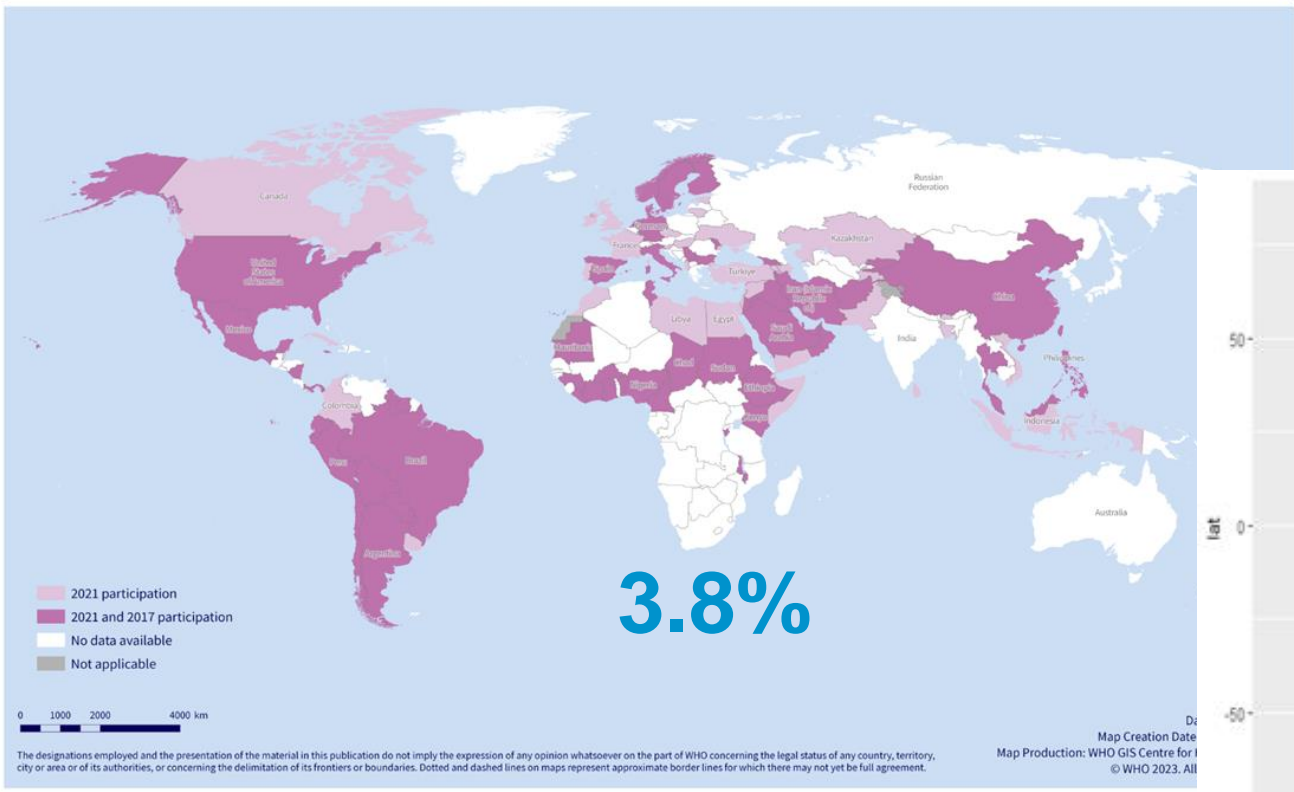 Russian
Federation
Canada
Germany
Kazakhstan
France
Türkiye
Spain
United
States
of America
Iran (Islamic
Republic
of)
China
Libya
Egypt
Saudi
Arabia
Mexico
India
Mauritania
Chad
Sudan
Philippines
Nigeria
Ethiopia
Colombia
Kenya
Indonesia
Peru
Brazil
Australia
Argentina
3.8%
2021 participation
2021 and 2017 participation
No data available
Not applicable
0 1000 2000 4000 km
Da
Map Creation Date
Map Production: WHO GIS Centre for
© WHO 2023. All
The designations employed and the presentation of the material in this publication do not imply the expression of any opinion whatsoever on the part of WHO concerning the legal status of any country, territory,
city or area or of its authorities, or concerning the delimitation of its frontiers or boundaries. Dotted and dashed lines on maps represent approximate border lines for which there may not yet be full agreement.
50
lat
0
-50